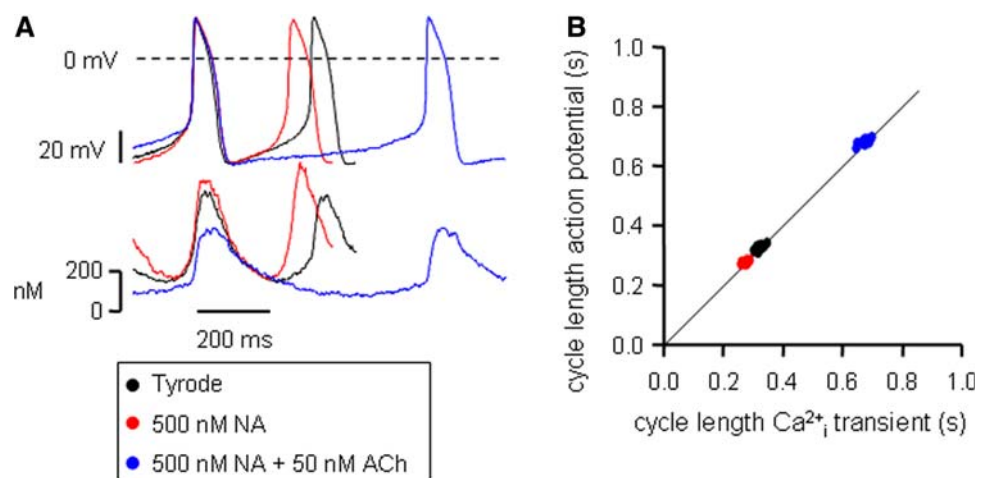 A
0 mV
20 mV
200
nM
0
200 ms
Tyrode
500 nM NA
500 nM NA + 50 nM ACh
B
cycle length action potential (s)
1.0
0.8
0.6
0.4
0.2
0.0
0.0 0.2 0.4 0.6 0.8 1.0
cycle length Ca²⁺ᵢ transient (s)